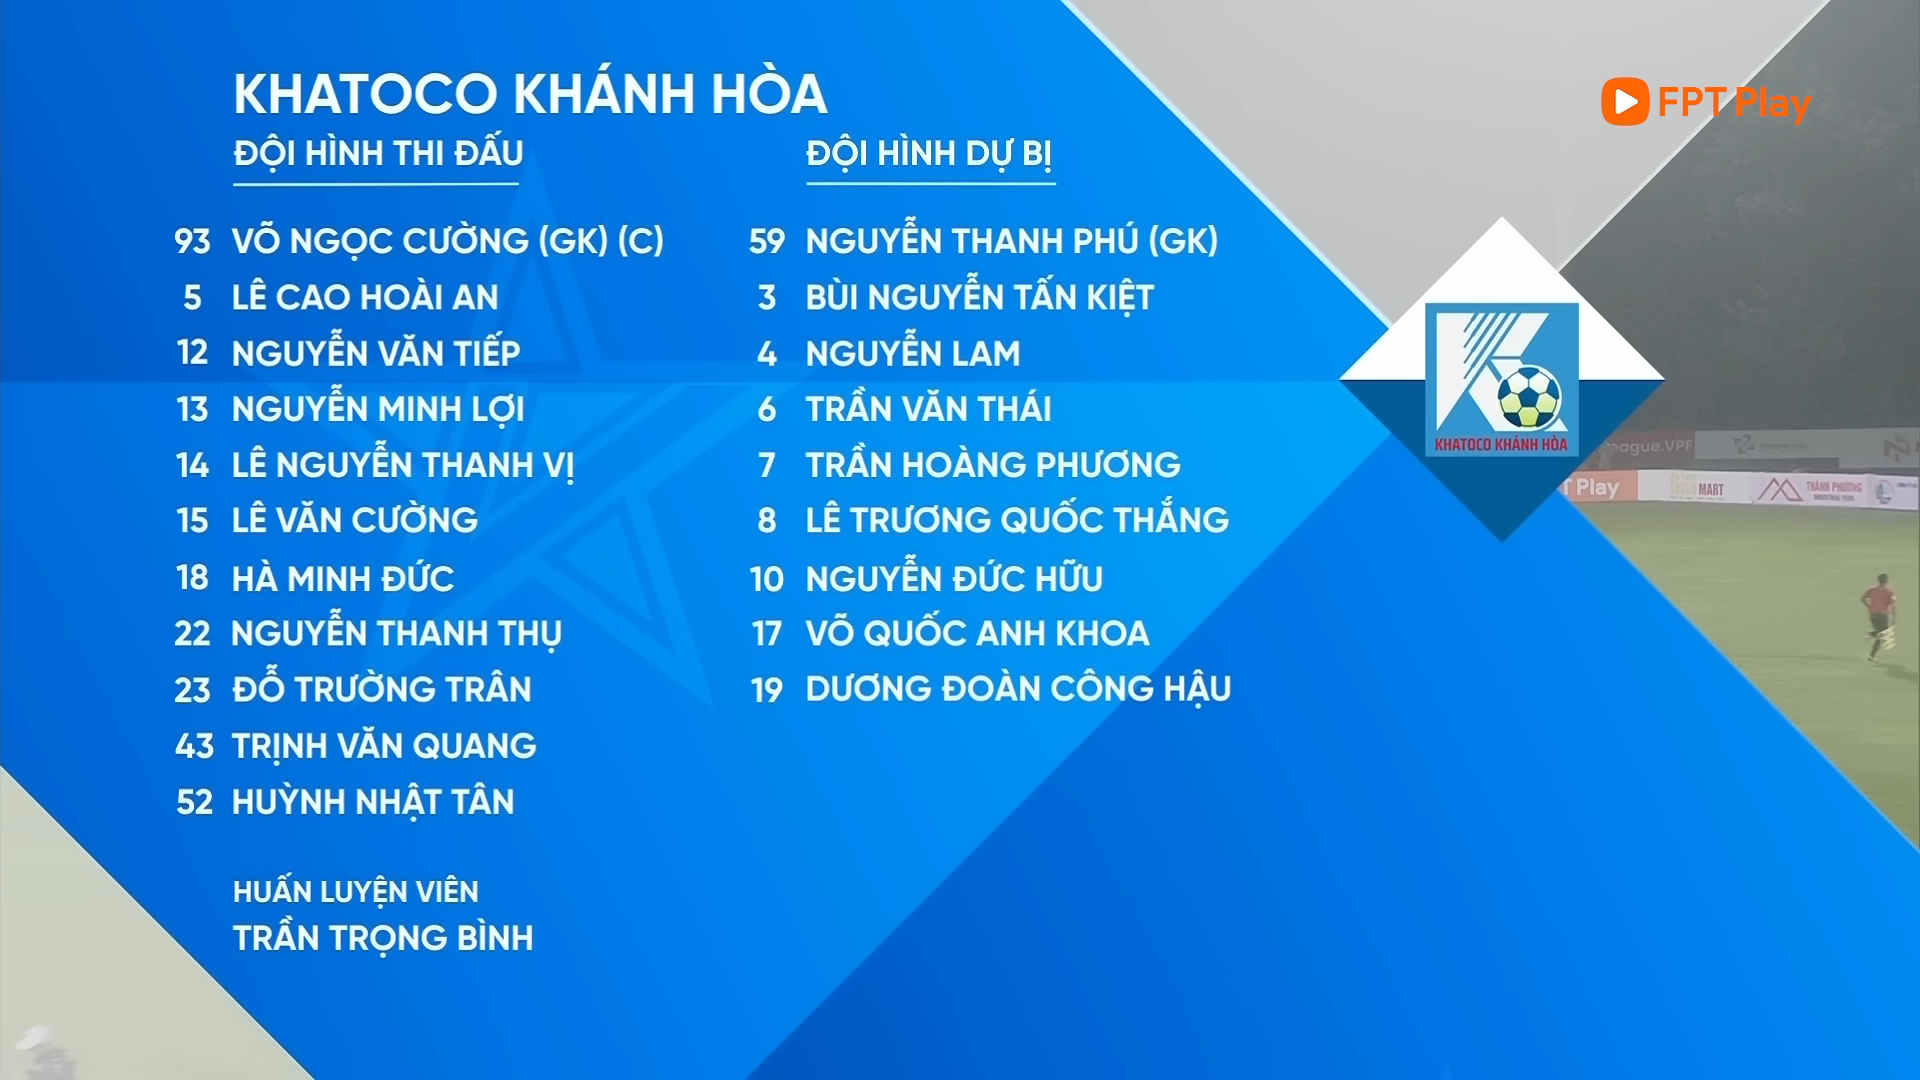 KHATOCO KHÁNH HÒA
ĐỘI HÌNH THI ĐẤU
93 VÕ NGỌC CƯỜNG (GK) (C)
5 LÊ CAO HOÀI AN
12 NGUYỄN VĂN TIẾP
13 NGUYỄN MINH LỢI
14 LÊ NGUYỄN THANH VỊ
15 LÊ VĂN CƯỜNG
18 HÀ MINH ĐỨC
22 NGUYỄN THANH THỤ
23 ĐỖ TRƯỜNG TRÂN
43 TRỊNH VĂN QUANG
52 HUỲNH NHẬT TÂN
HUẤN LUYỆN VIÊN
TRẦN TRỌNG BÌNH
ĐỘI HÌNH DỰ BỊ
59 NGUYỄN THANH PHÚ (GK)
3 BÙI NGUYỄN TẤN KIỆT
4 NGUYỄN LAM
6 TRẦN VĂN THÁI
7 TRẦN HOÀNG PHƯƠNG
8 LÊ TRƯƠNG QUỐC THẮNG
10 NGUYỄN ĐỨC HỮU
17 VÕ QUỐC ANH KHOA
19 DƯƠNG ĐOÀN CÔNG HẬU
FPT Play
KHATOCO KHÁNH HÒA
league.VPF
T Play
MART
THÀNH PHƯƠNG